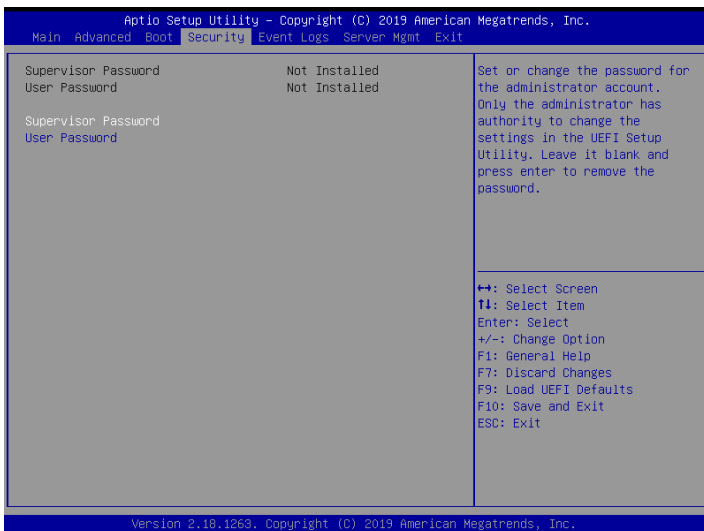 Aptio Setup Utility – Copyright (C) 2019 American Megatrends, Inc.
Main Advanced Boot Security Event Logs Server Mgmt Exit
Supervisor Password Not Installed
User Password Not Installed
Supervisor Password
User Password
Set or change the password for
the administrator account.
Only the administrator has
authority to change the
settings in the UEFI Setup
Utility. Leave it blank and
press enter to remove the
password.
↔: Select Screen
↑↓: Select Item
Enter: Select
+/-: Change Option
F1: General Help
F7: Discard Changes
F9: Load UEFI Defaults
F10: Save and Exit
ESC: Exit
Version 2.18.1263. Copyright (C) 2019 American Megatrends, Inc.